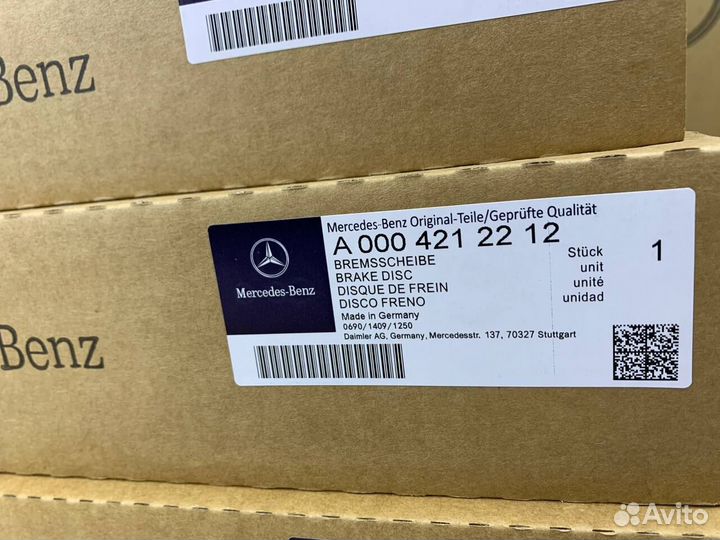 Benz
Mercedes-Benz Original-Teile/Geprüfte Qualität
A 000 421 22 12
BREMSSCHEIBE
BRAKE DISC
DISQUE DE FREIN
DISCO FRENO
Made in Germany
0690/1409/1250
Daimler AG, Germany, Mercedesstr. 137, 70327 Stuttgart
Stück
unit
unité
unidad
1
Mercedes-Benz
Benz
Avito